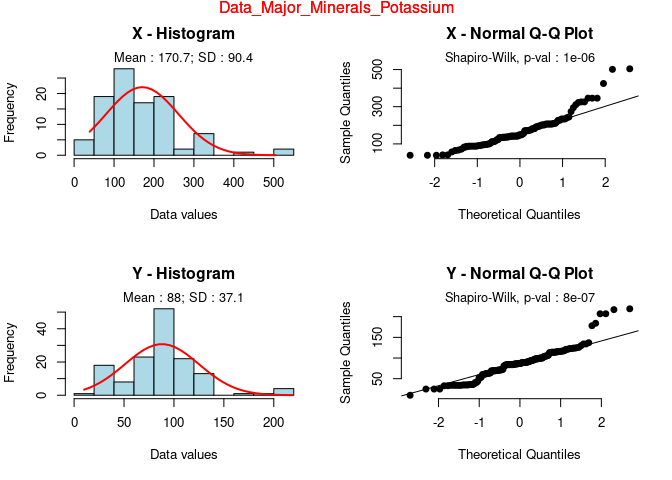 Data_Major_Minerals_Potassium
X - Histogram
Mean : 170.7; SD : 90.4
Frequency
0 10 20
0 100 200 300 400 500
Data values
X - Normal Q-Q Plot
Shapiro-Wilk, p-val : 1e-06
Sample Quantiles
100 300 500
-2 -1 0 1 2
Theoretical Quantiles
Y - Histogram
Mean : 88; SD : 37.1
Frequency
0 20 40
0 50 100 150 200
Data values
Y - Normal Q-Q Plot
Shapiro-Wilk, p-val : 8e-07
Sample Quantiles
50 150
-2 -1 0 1 2
Theoretical Quantiles